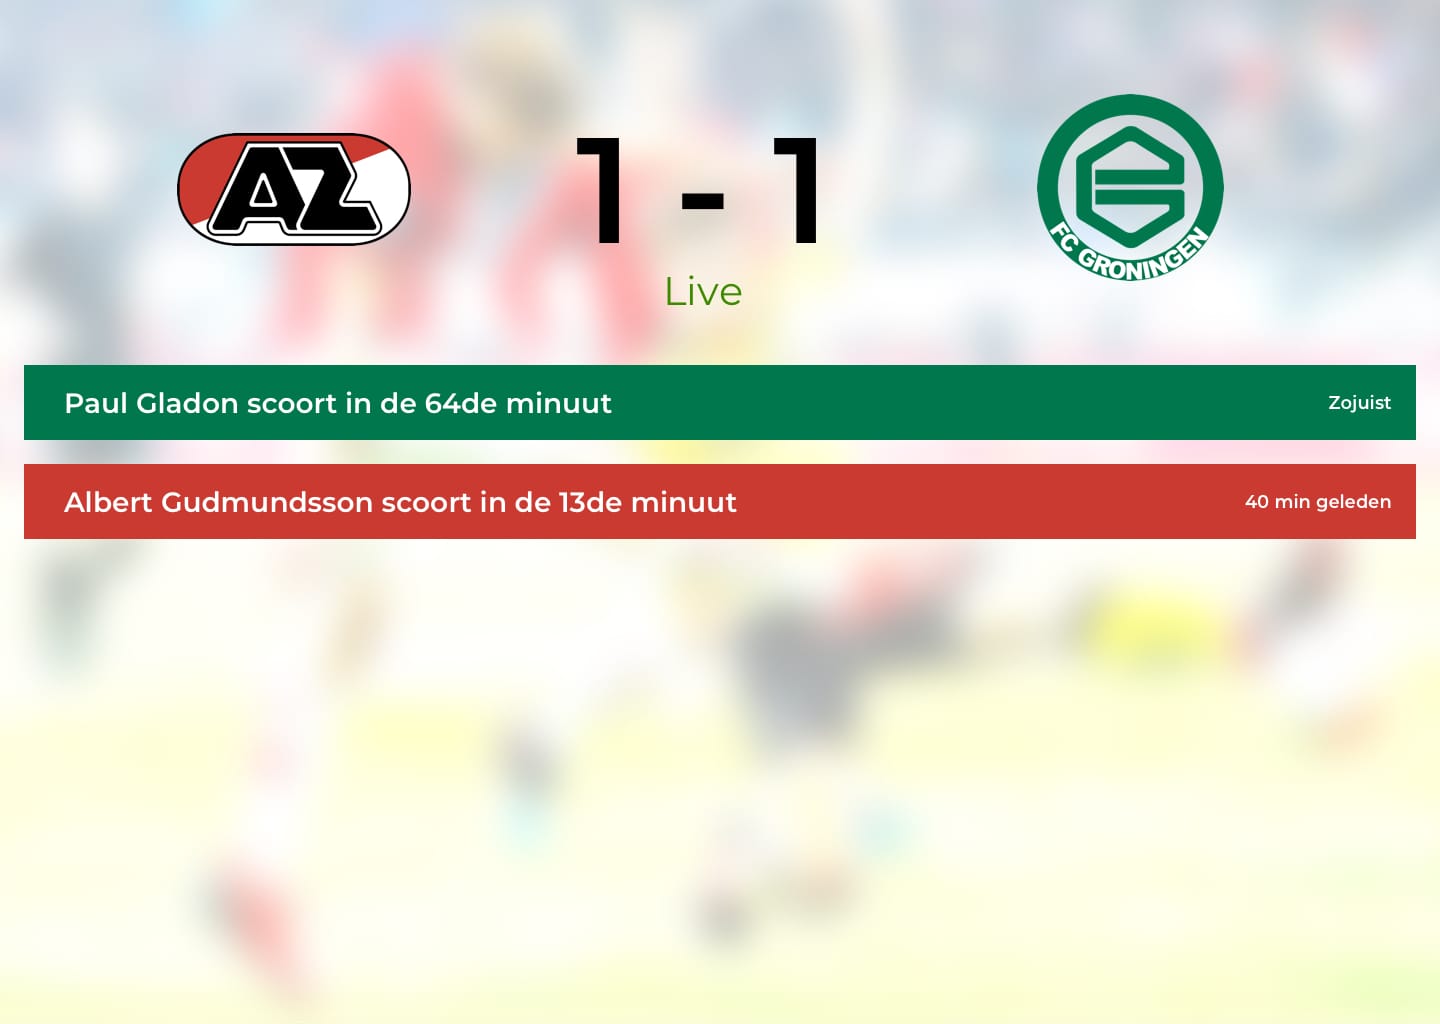 AZ
1 - 1
FC GRONINGEN
Live
Paul Gladon scoort in de 64de minuut
Zojuist
Albert Gudmundsson scoort in de 13de minuut
40 min geleden